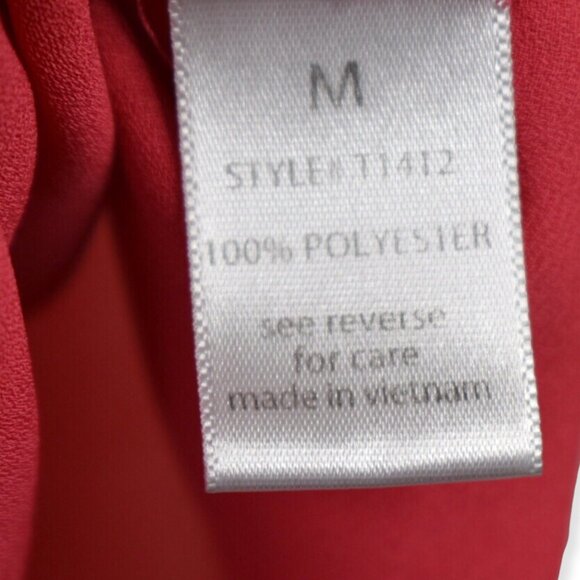 M
STYLE# T1412
100% POLYESTER
see reverse
for care
made in vietnam